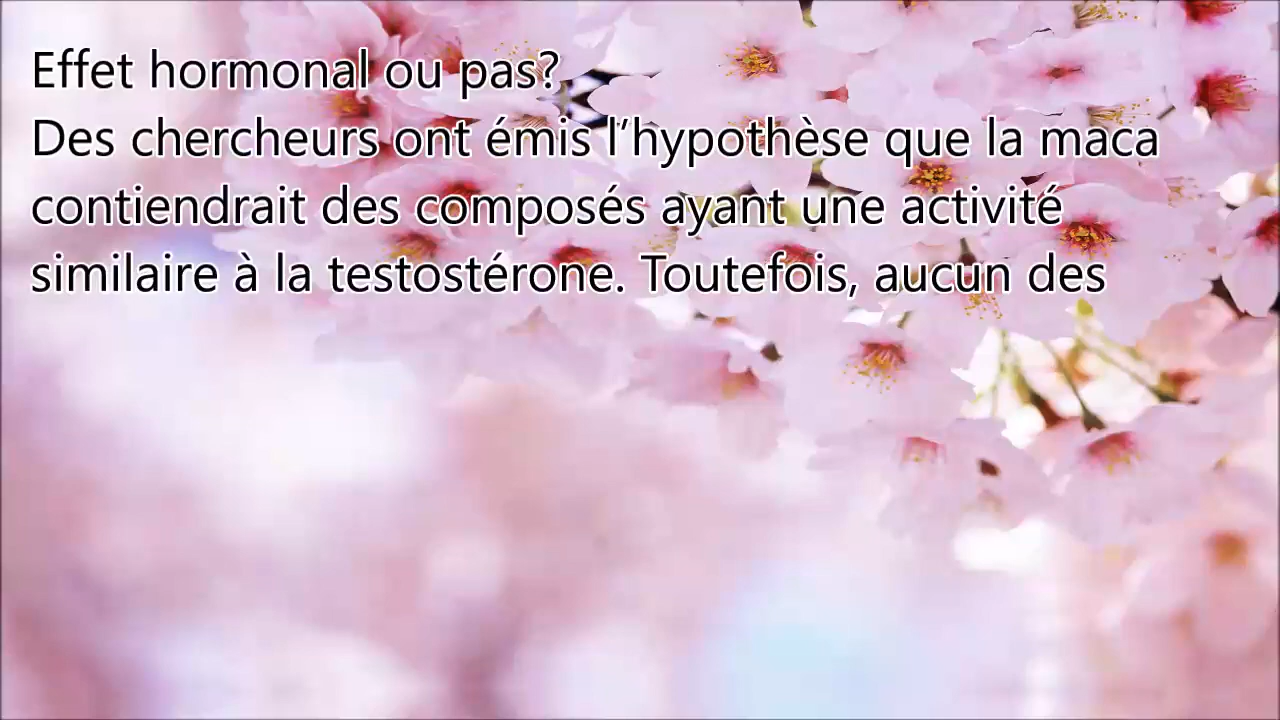 Effet hormonal ou pas?
Des chercheurs ont émis l’hypothèse que la maca
contiendrait des composés ayant une activité
similaire à la testostérone. Toutefois, aucun des